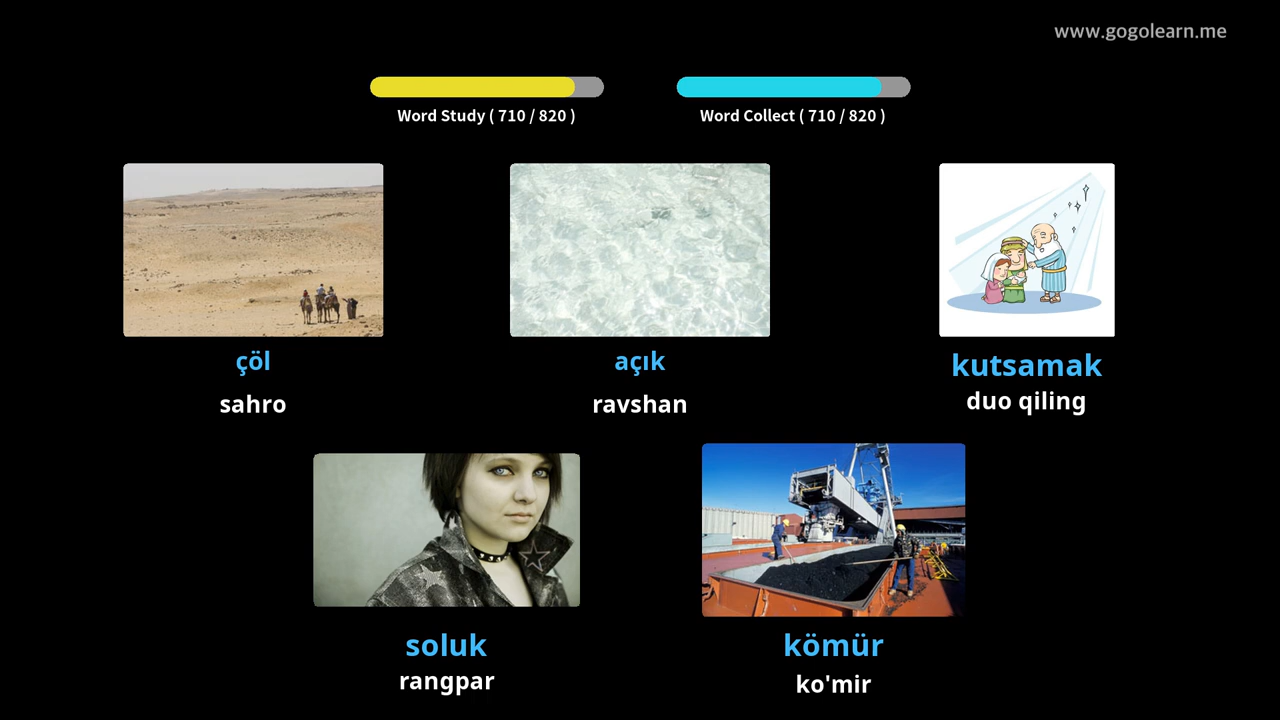 www.gogolearn.me
Word Study ( 710 / 820 )
Word Collect ( 710 / 820 )
çöl
açık
kutsamak
sahro
ravshan
duo qiling
soluk
kömür
rangpar
ko'mir